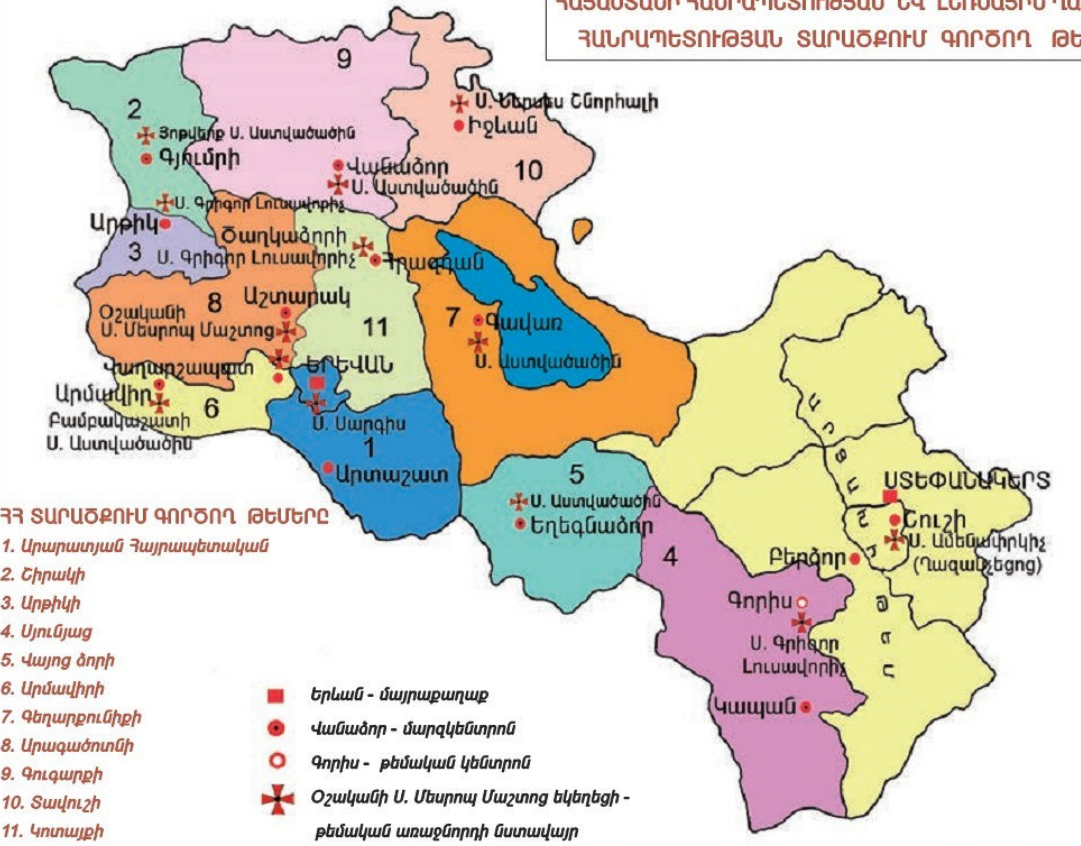 ՀԱՅԱՍՏԱՆԻ ՀԱՆՐԱՊԵՏՈՒԹՅԱՆ ԵՎ ԼԵՌՆԱՅԻՆ
ՀԱՆՐԱՊԵՏՈՒԹՅԱՆ ՏԱՐԱԾՔՈՒՄ ԳՈՐԾՈՂ ԹԵ
9
2
Յոթվերք Ս. Աստվածածին
Գյումրի
Ս. Ներսես Շնորհալի
Իջևան
10
Վանաձոր
Ս. Աստվածածին
Ս. Գրիգոր Լուսավորիչ
Արթիկ
3
Ծաղկաձորի
Ս. Գրիգոր Լուսավորիչ
Հրազդան
8
Աշտարակ
Օշականի
Ս. Մեսրոպ Մաշտոց
11
7
Գավառ
Ս. Աստվածածին
Վաղարշապատ
ԵՐԵՎԱՆ
Արմավիր
6
Բամբակաշատի
Ս. Աստվածածին
Ս. Սարգիս
1
Արտաշատ
5
Ս. Աստվածածին
Եղեգնաձոր
ՍՏԵՓԱՆԱԿԵՐՏ
Շուշի
Ս. Ամենափրկիչ
(Ղազանչեցոց)
Բերձոր
4
Գորիս
Ս. Գրիգոր
Լուսավորիչ
Կապան
Ա ր ց ա խ ի
թ ե մ
ՀՀ ՏԱՐԱԾՔՈՒՄ ԳՈՐԾՈՂ ԹԵՄԵՐԸ
1. Արարատյան Հայրապետական
2. Շիրակի
3. Արթիկի
4. Սյունյաց
5. Վայոց ձորի
6. Արմավիրի
7. Գեղարքունիքի
8. Արագածոտնի
9. Գուգարքի
10. Տավուշի
11. Կոտայքի
Երևան - մայրաքաղաք
Վանաձոր - մարզկենտրոն
Գորիս - թեմական կենտրոն
Օշականի Ս. Մեսրոպ Մաշտոց եկեղեցի -
թեմական առաջնորդի նստավայր